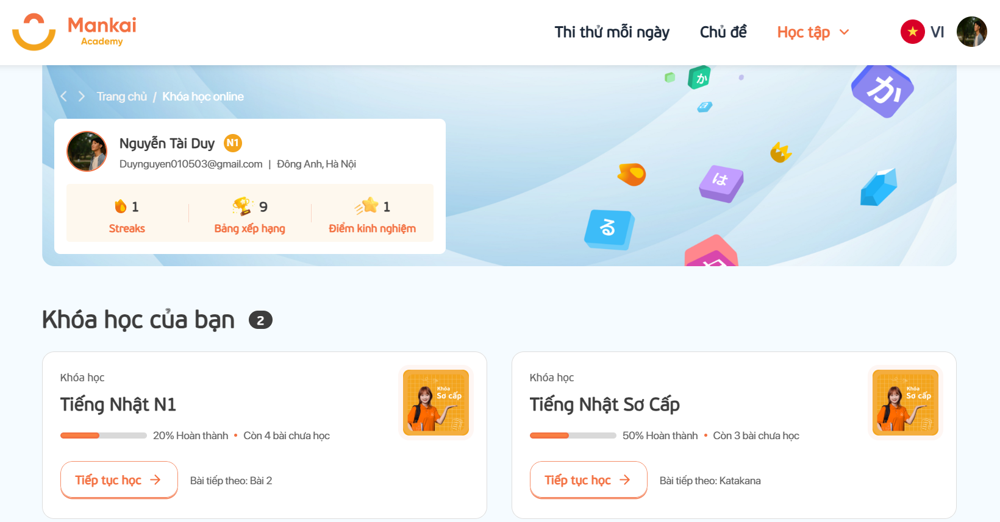 Mankai
Academy
Thi thử mỗi ngày
Chủ đề
Học tập
VI
Trang chủ / Khóa học online
Nguyễn Tài Duy N1
Duynguyen010503@gmail.com | Đông Anh, Hà Nội
1
Streaks
9
Bảng xếp hạng
1
Điểm kinh nghiệm
か
か
は
る
Khóa học của bạn 2
Khóa học
Tiếng Nhật N1
20% Hoàn thành • Còn 4 bài chưa học
Tiếp tục học →
Bài tiếp theo: Bài 2
Khóa
Sơ cấp
Khóa học
Tiếng Nhật Sơ Cấp
50% Hoàn thành • Còn 3 bài chưa học
Tiếp tục học →
Bài tiếp theo: Katakana
Khóa
Sơ cấp